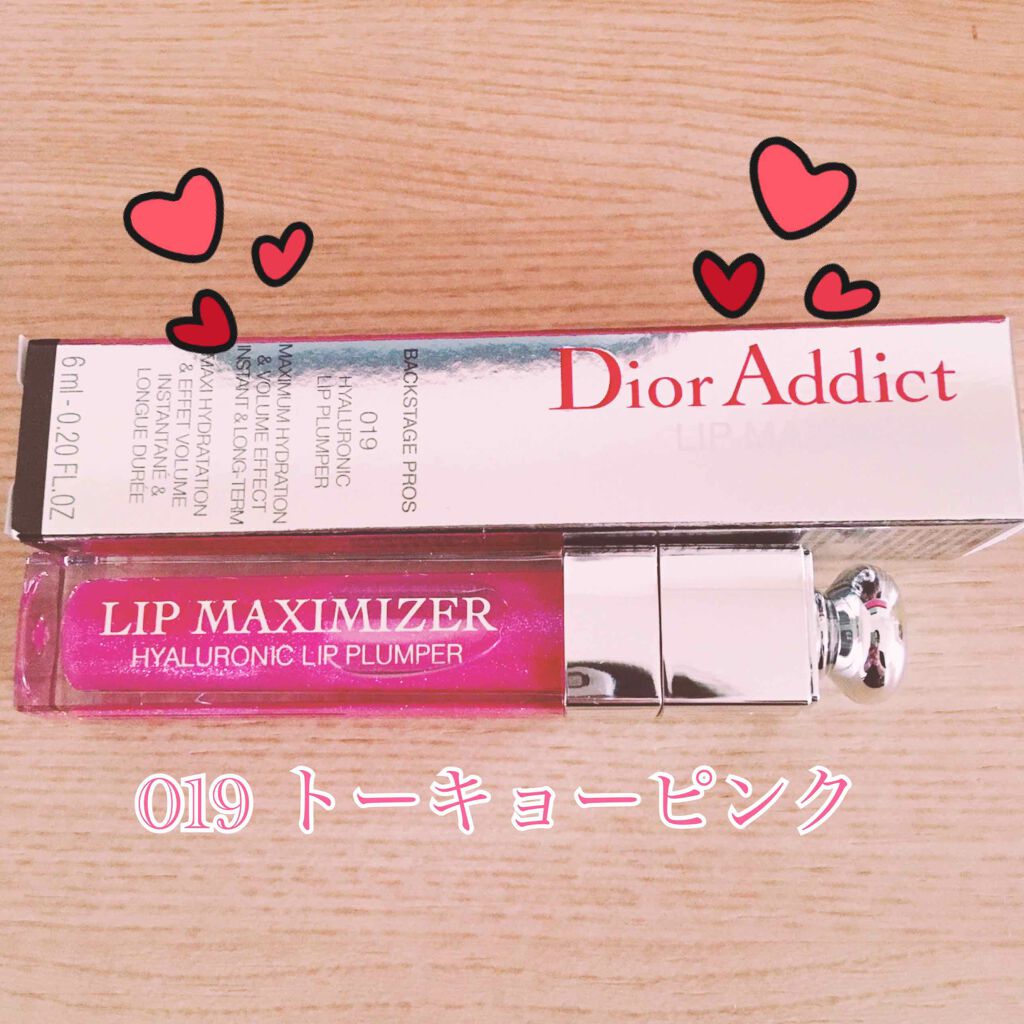 Dior Addict
LIP MA
BACKSTAGE PROS
019
HYALURONIC
LIP PLUMPER
MAXIMUM HYDRATION
& VOLUME EFFECT
INSTANT & LONG-TERM
MAXI HYDRATATION
& EFFET VOLUME
INSTANTANÉ &
LONGUE DURÉE
6 ml - 0.20 FL.OZ
LIP MAXIMIZER
HYALURONIC LIP PLUMPER
019 トーキョーピンク